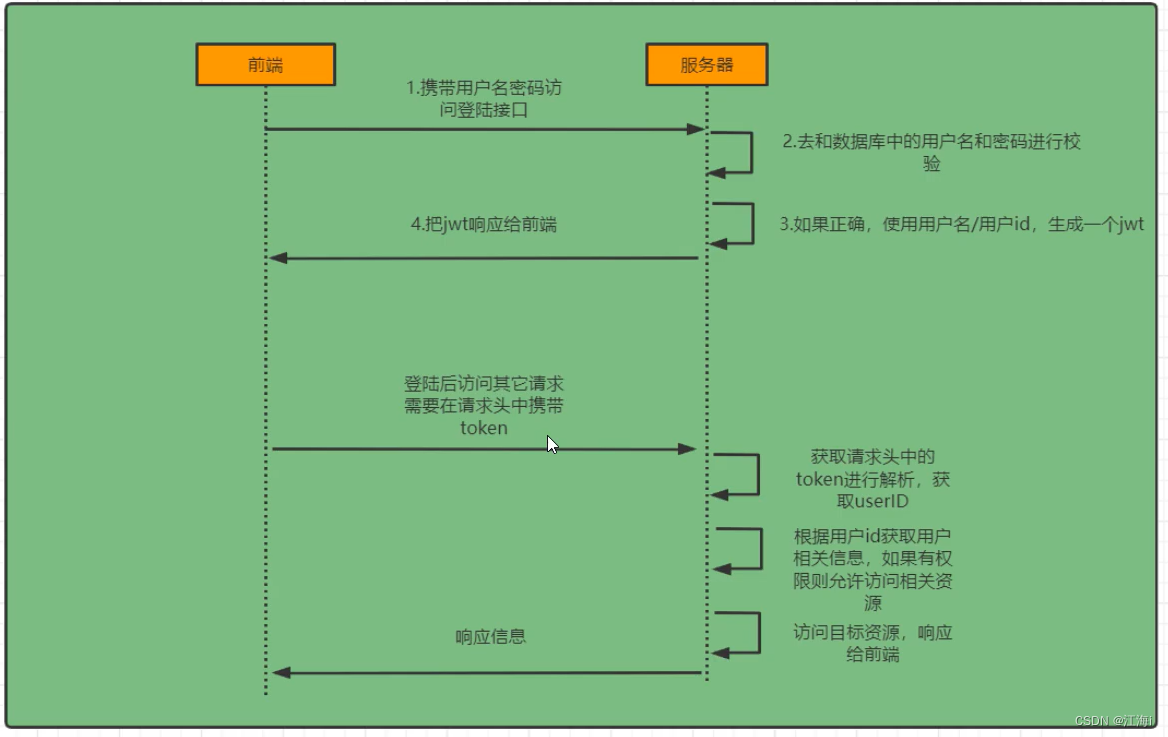 前端
服务器
1.携带用户名密码访
问登陆接口
2.去和数据库中的用户名和密码进行校
验
4.把jwt响应给前端
3.如果正确，使用用户名/用户id，生成一个jwt
登陆后访问其它请求
需要在请求头中携带
token
获取请求头中的
token进行解析，获
取userID
根据用户id获取用户
相关信息，如果有权
限则允许访问相关资
源
响应信息
访问目标资源，响应
给前端
CSDN @江海i